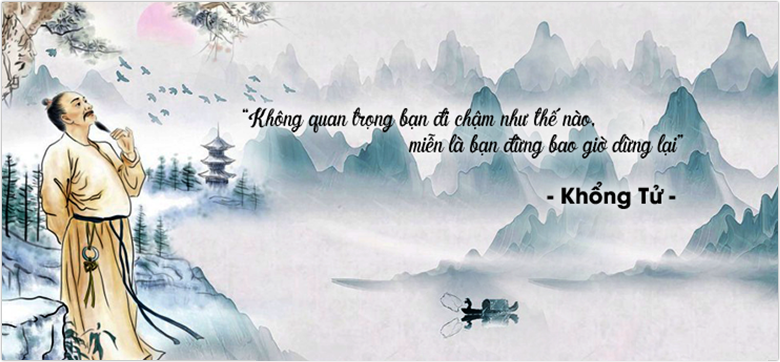 “Không quan trọng bạn đi chậm như thế nào,
miễn là bạn đừng bao giờ dừng lại”
- Khổng Tử -